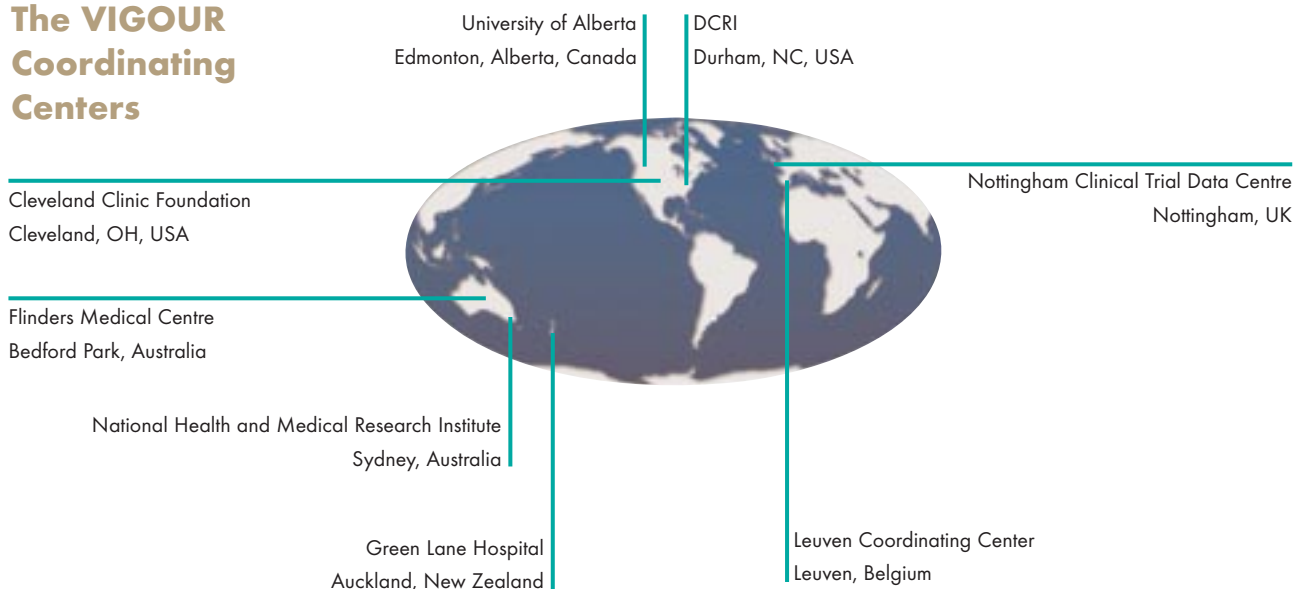 The VIGOUR
Coordinating
Centers
University of Alberta
Edmonton, Alberta, Canada
DCRI
Durham, NC, USA
Cleveland Clinic Foundation
Cleveland, OH, USA
Nottingham Clinical Trial Data Centre
Nottingham, UK
Flinders Medical Centre
Bedford Park, Australia
National Health and Medical Research Institute
Sydney, Australia
Green Lane Hospital
Auckland, New Zealand
Leuven Coordinating Center
Leuven, Belgium